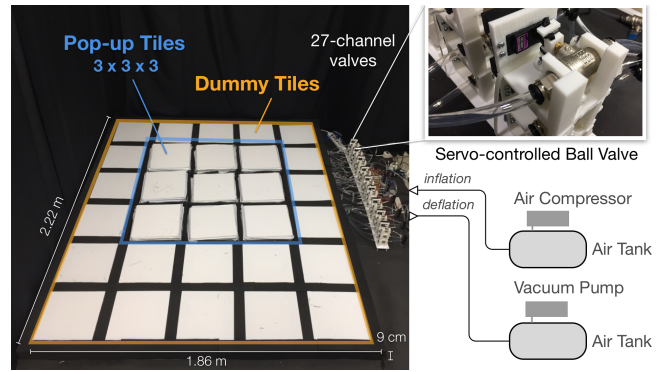 Pop-up Tiles
3 x 3 x 3
Dummy Tiles
27-channel
valves
2.22 m
1.86 m
9 cm
Servo-controlled Ball Valve
inflation
deflation
Air Compressor
Air Tank
Vacuum Pump
Air Tank